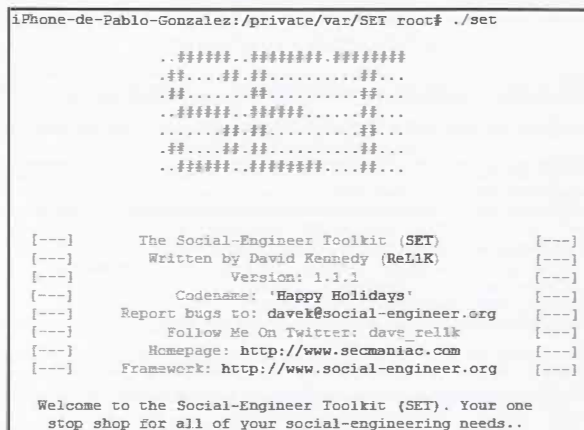 iPhone-de-Pablo-Gonzalez:/private/var/SET root# ./set
..######..########.########
.##....##.##..........##...
.##.......##..........##...
..######..######......##...
.......##.##..........##...
.##....##.##..........##...
..######..########....##...
[---] The Social-Engineer Toolkit (SET) [---]
[---] Written by David Kennedy (ReL1K) [---]
[---] Version: 1.1.1 [---]
[---] Codename: 'Happy Holidays' [---]
[---] Report bugs to: davek@social-engineer.org [---]
[---] Follow Me On Twitter: dave_rel1k [---]
[---] Homepage: http://www.secmaniac.com [---]
[---] Framework: http://www.social-engineer.org [---]
Welcome to the Social-Engineer Toolkit (SET). Your one
stop shop for all of your social-engineering needs..